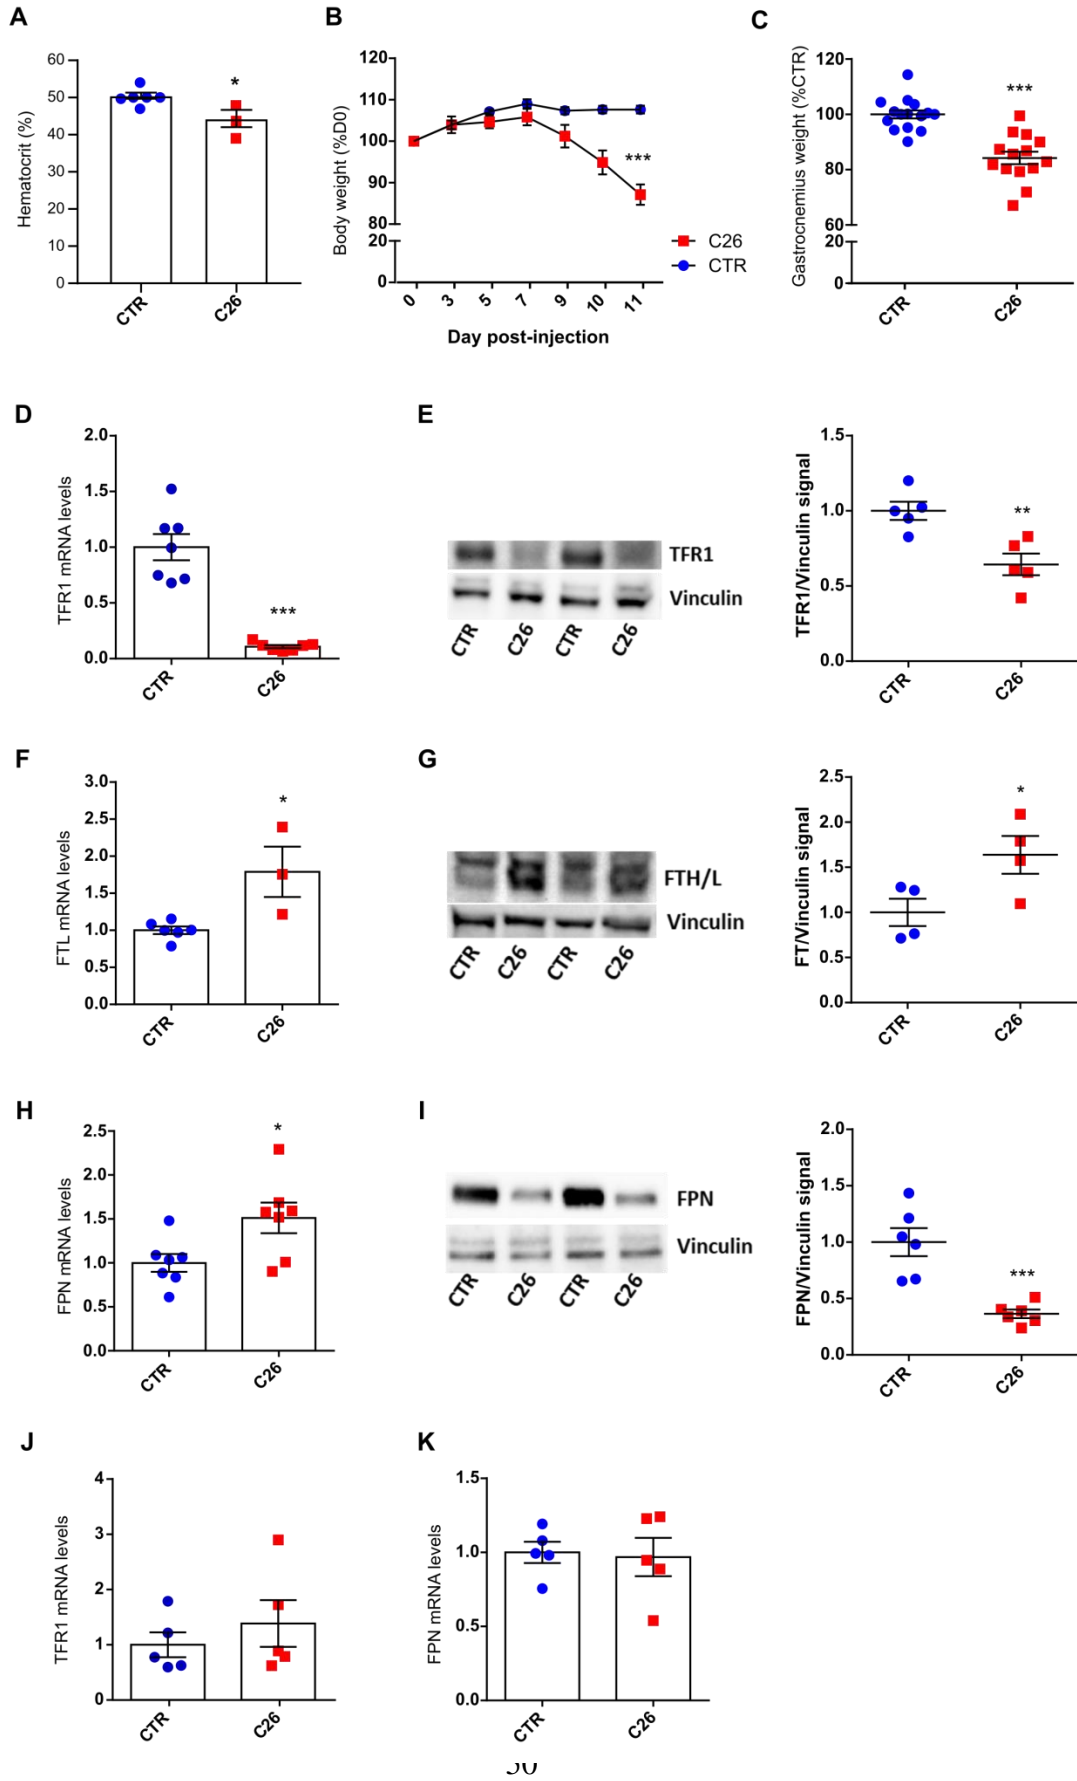 A
Hematocrit (%)
60
50
40
30
20
10
0
*
CTR
C26
B
Body weight (%D0)
120
110
100
90
80
20
0
***
0
3
5
7
9
10
11
Day post-injection
C26
CTR
C
Gastrocnemius weight (%CTR)
120
100
80
60
20
0
***
CTR
C26
D
TFR1 mRNA levels
2.0
1.5
1.0
0.5
0.0
***
CTR
C26
E
TFR1
Vinculin
CTR
C26
CTR
C26
TFR1/Vinculin signal
1.5
1.0
0.5
0.0
**
CTR
C26
F
FTL mRNA levels
3.0
2.5
2.0
1.5
1.0
0.5
0.0
*
CTR
C26
G
FTH/L
Vinculin
CTR
C26
CTR
C26
FT/Vinculin signal
2.5
2.0
1.5
1.0
0.5
0.0
*
CTR
C26
H
FPN mRNA levels
2.5
2.0
1.5
1.0
0.5
0.0
*
CTR
C26
I
FPN
Vinculin
CTR
C26
CTR
C26
FPN/Vinculin signal
2.0
1.5
1.0
0.5
0.0
***
CTR
C26
J
TFR1 mRNA levels
4
3
2
1
0
CTR
C26
K
FPN mRNA levels
1.5
1.0
0.5
0.0
CTR
C26